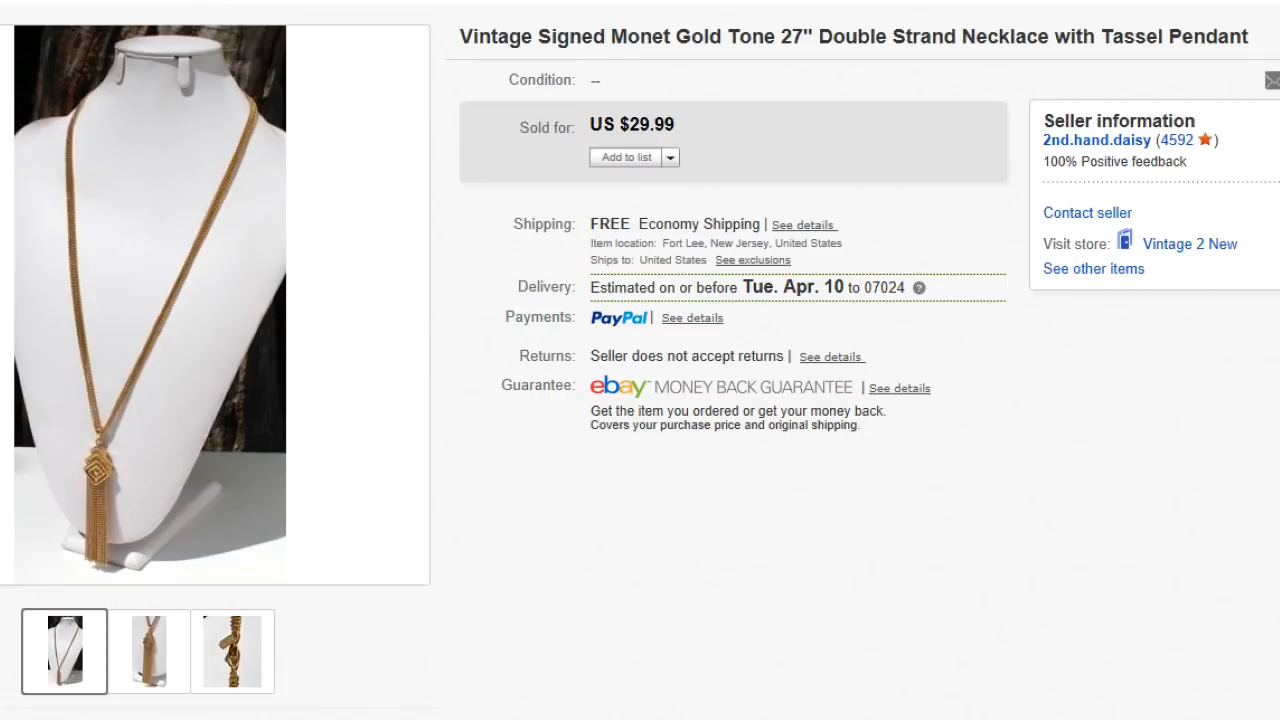 Vintage Signed Monet Gold Tone 27" Double Strand Necklace with Tassel Pendant
Condition: --
Sold for: US $29.99
Add to list
Shipping: FREE Economy Shipping | See details
Item location: Fort Lee, New Jersey, United States
Ships to: United States See exclusions
Delivery: Estimated on or before Tue. Apr. 10 to 07024 ?
Payments: PayPal | See details
Returns: Seller does not accept returns | See details
Guarantee: ebay™ MONEY BACK GUARANTEE | See details
Get the item you ordered or get your money back.
Covers your purchase price and original shipping.
Seller information
2nd.hand.daisy (4592 ★)
100% Positive feedback
Contact seller
Visit store: Vintage 2 New
See other items